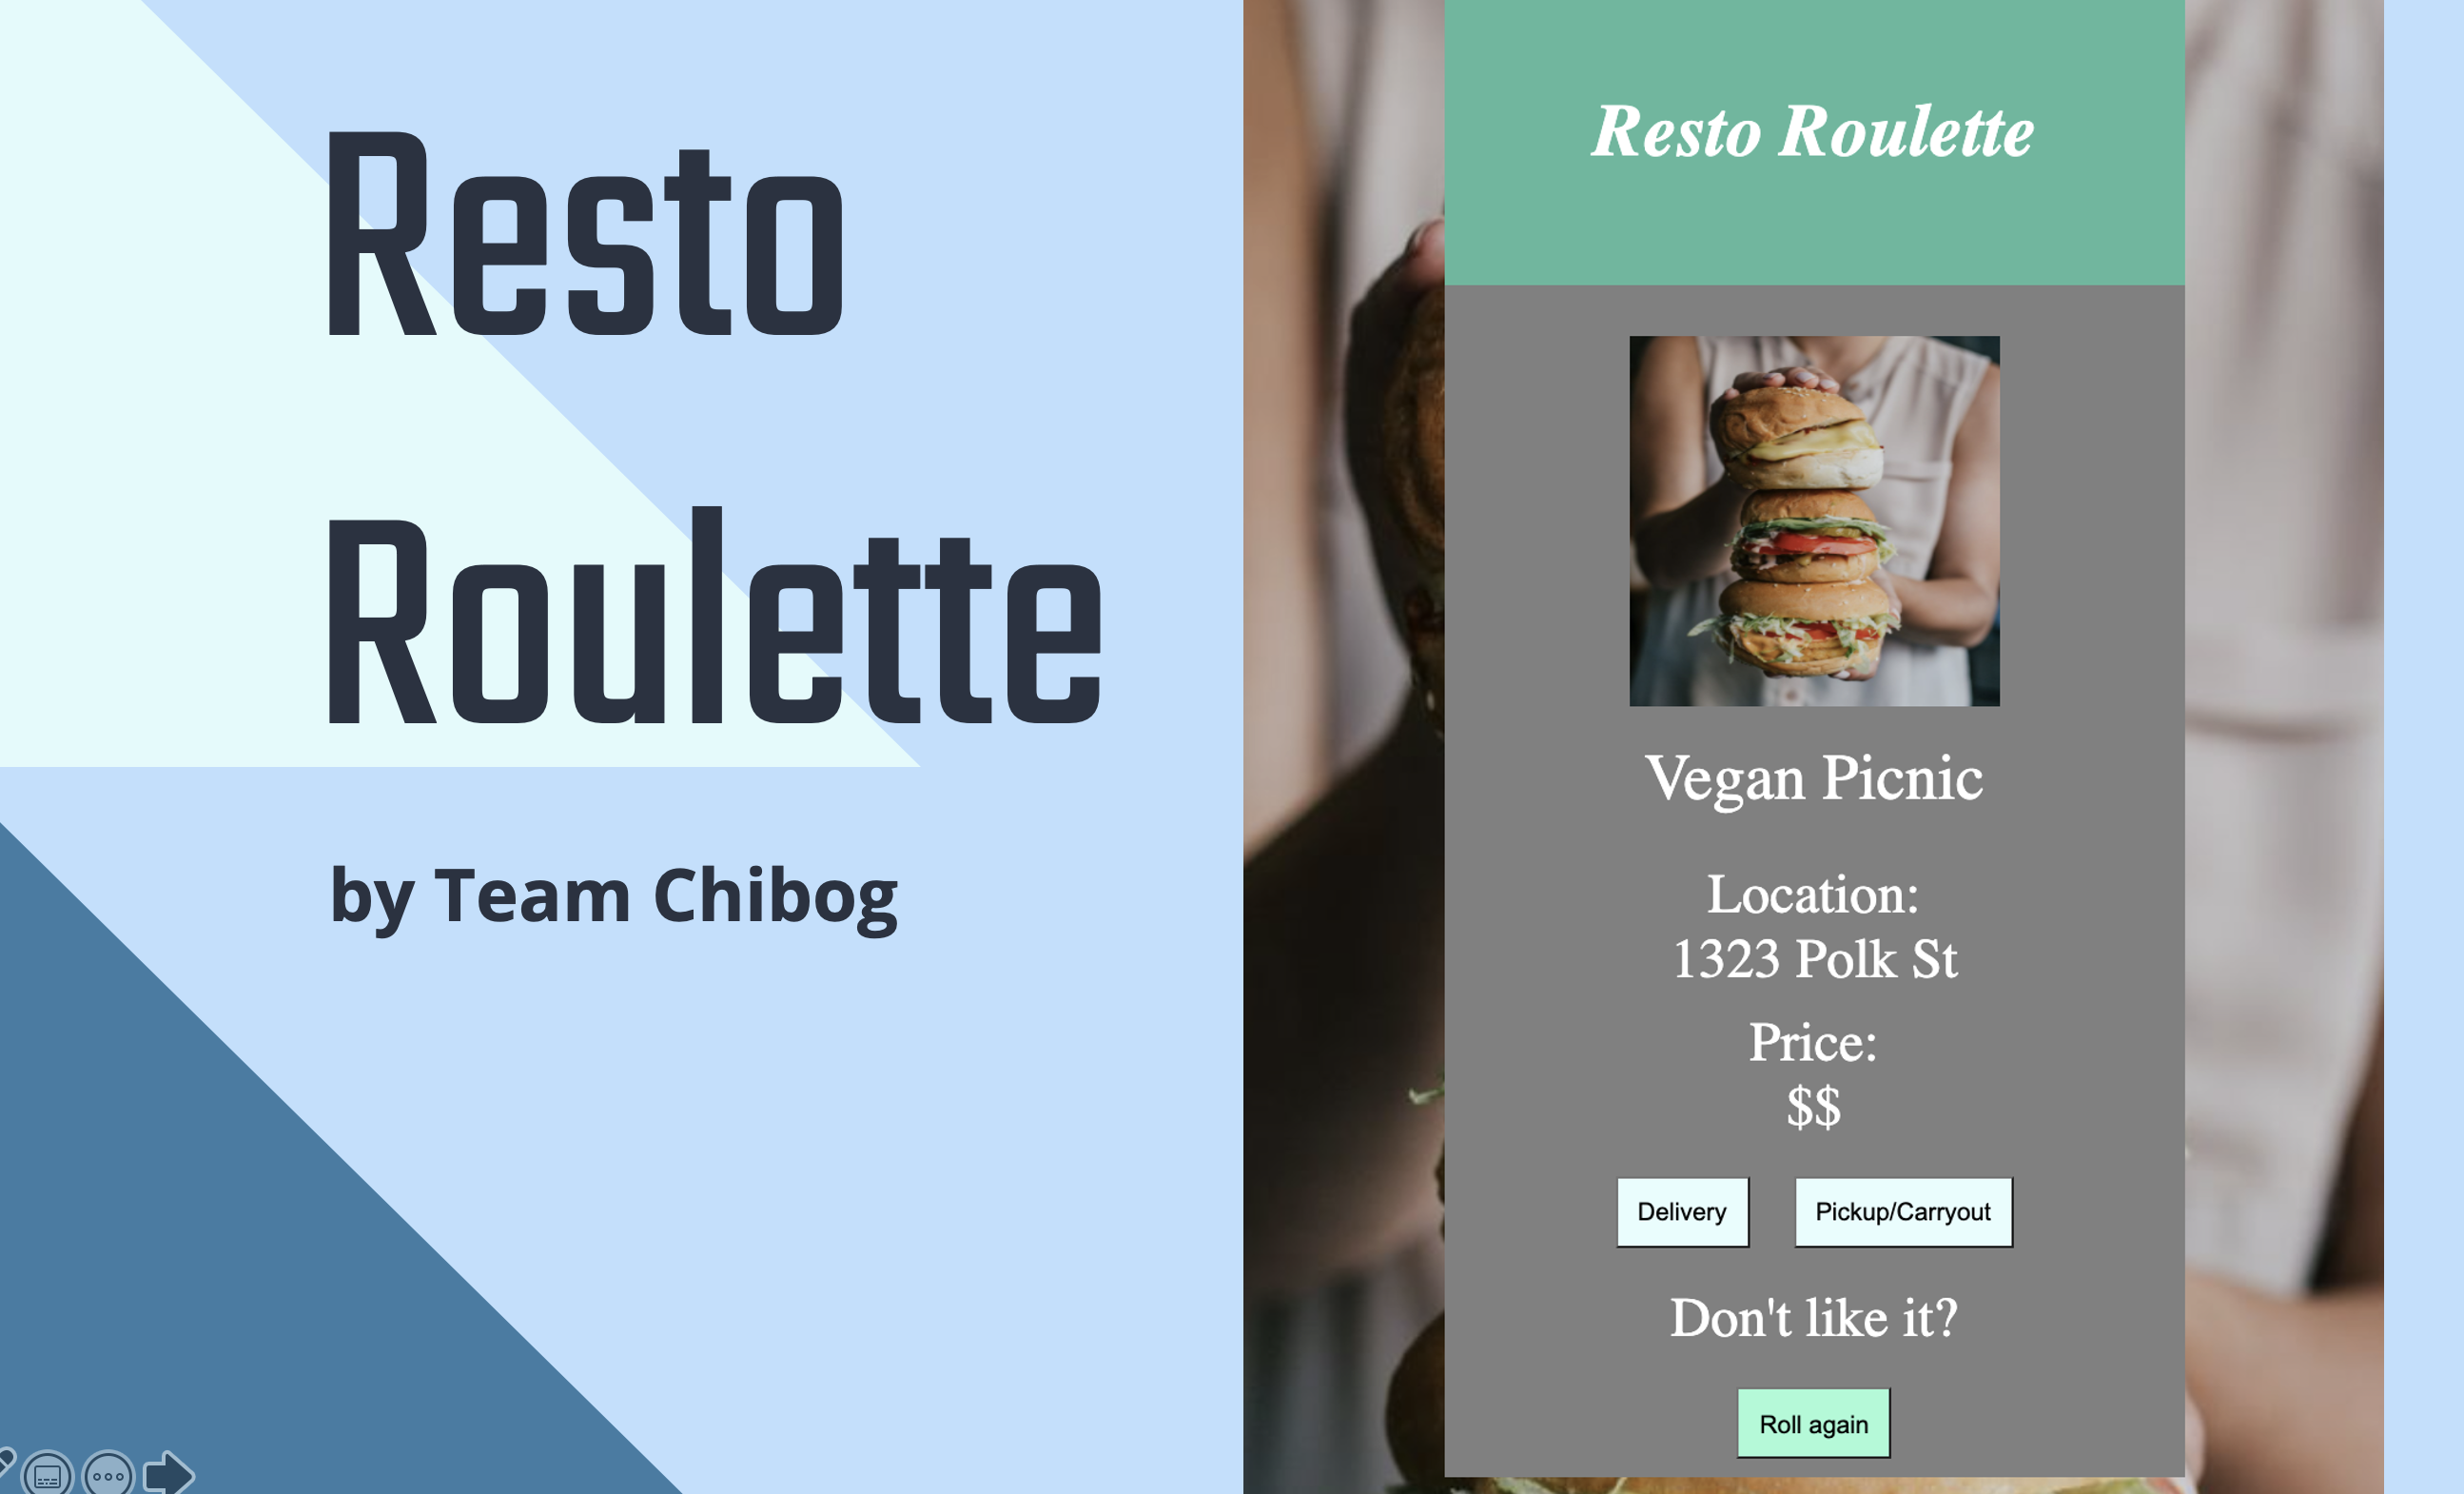 Resto
Roulette
by Team Chibog
Resto Roulette
Vegan Picnic
Location:
1323 Polk St
Price:
$$
Delivery
Pickup/Carryout
Don't like it?
Roll again